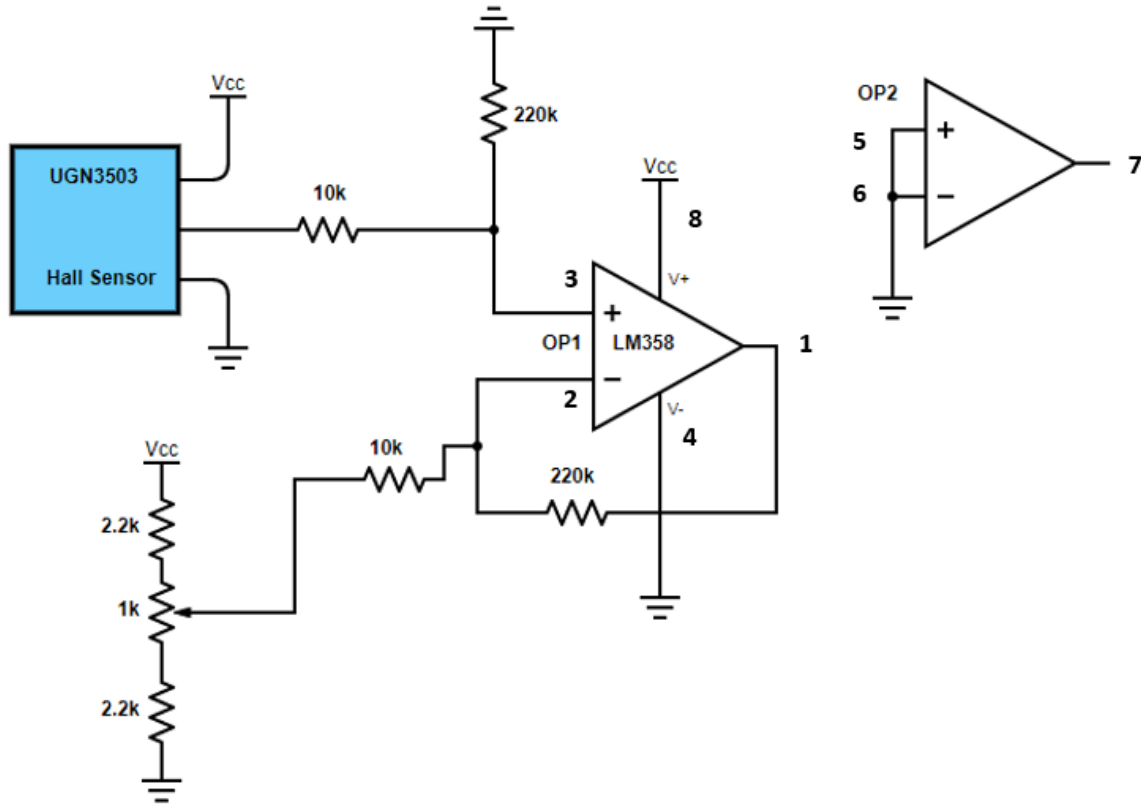 Vcc
UGN3503
Hall Sensor
10k
220k
Vcc
8
V+
3
OP1
LM358
1
2
V-
4
10k
220k
Vcc
2.2k
1k
2.2k
OP2
5
6
7